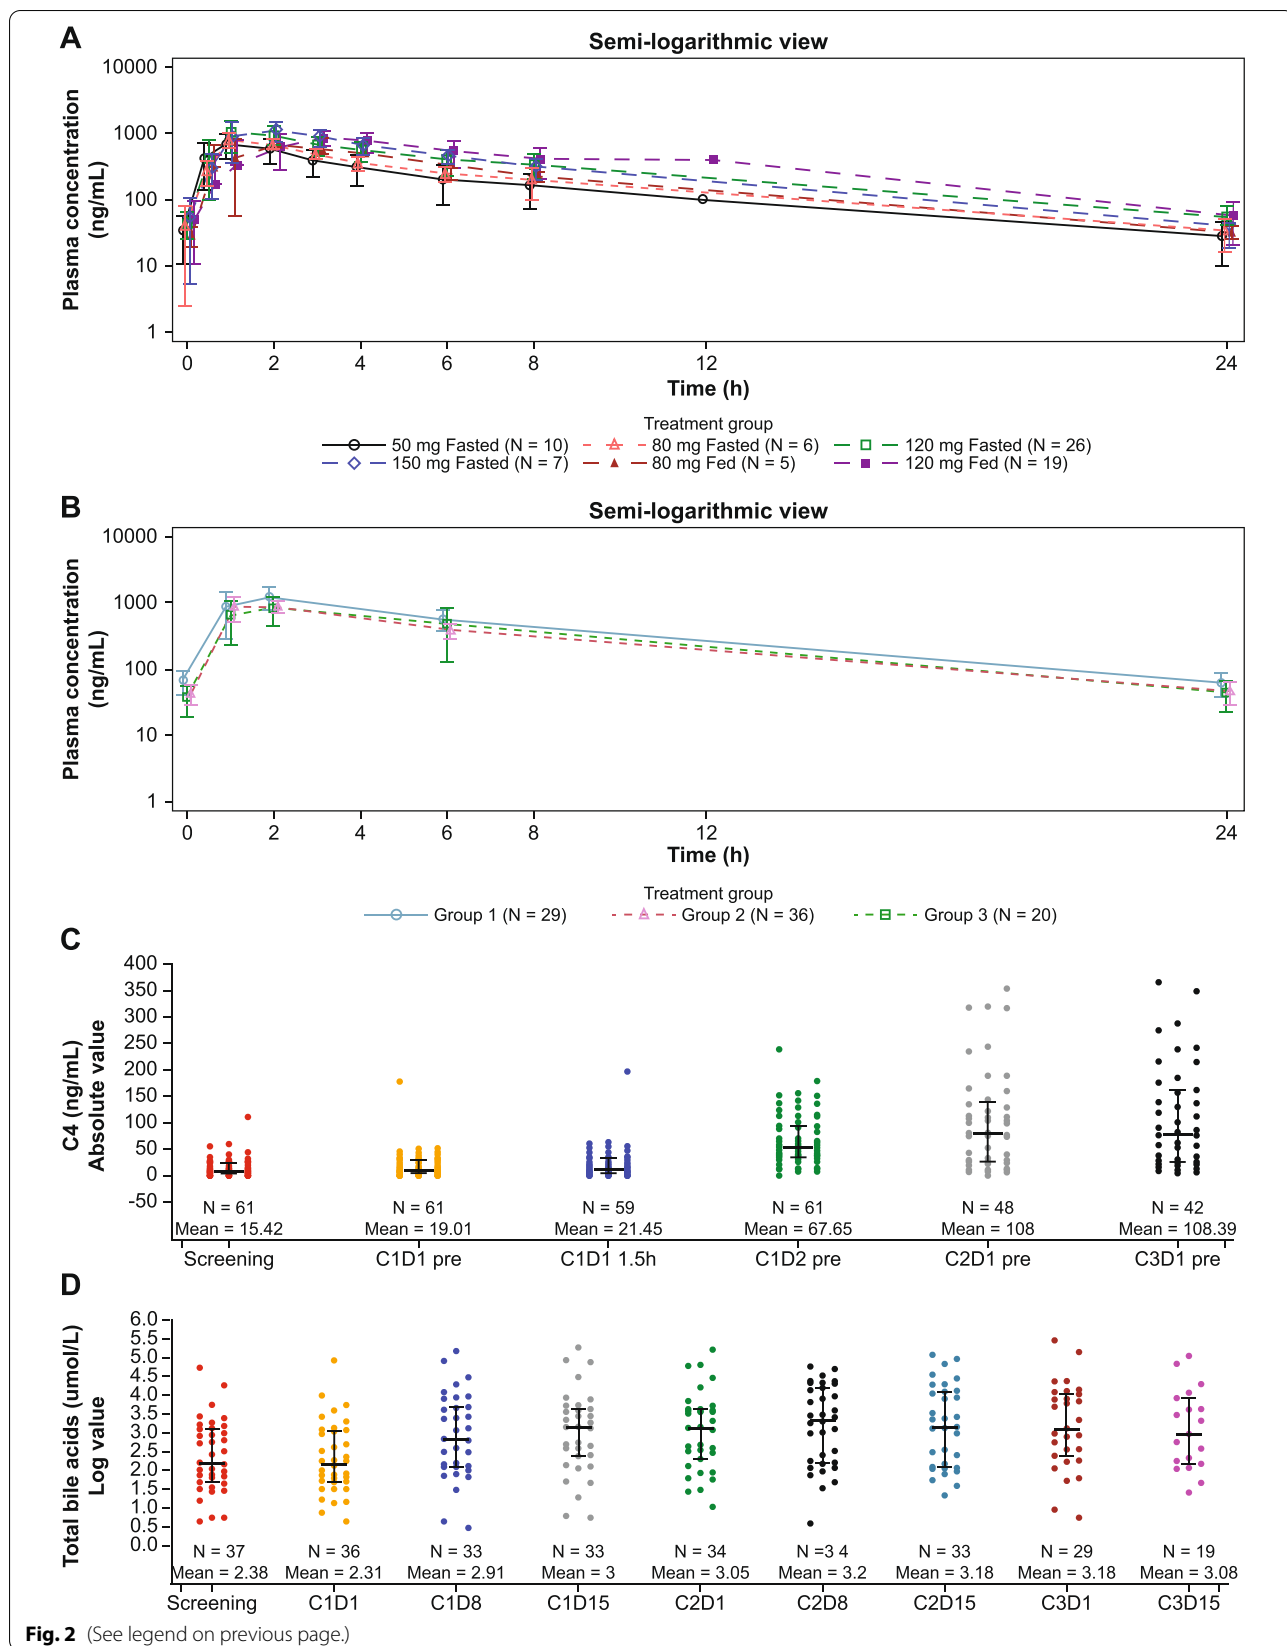 A
Semi-logarithmic view
Plasma concentration
(ng/mL)
10000
1000
100
10
1
0 2 4 6 8 12 24
Time (h)
Treatment group
50 mg Fasted (N = 10) 80 mg Fasted (N = 6) 120 mg Fasted (N = 26)
150 mg Fasted (N = 7) 80 mg Fed (N = 5) 120 mg Fed (N = 19)
B
Semi-logarithmic view
Plasma concentration
(ng/mL)
10000
1000
100
10
1
0 2 4 6 8 12 24
Time (h)
Treatment group
Group 1 (N = 29) Group 2 (N = 36) Group 3 (N = 20)
C
C4 (ng/mL)
Absolute value
400
350
300
250
200
150
100
50
0
-50
N = 61 N = 61 N = 59 N = 61 N = 48 N = 42
Mean = 15.42 Mean = 19.01 Mean = 21.45 Mean = 67.65 Mean = 108 Mean = 108.39
Screening C1D1 pre C1D1 1.5h C1D2 pre C2D1 pre C3D1 pre
D
Total bile acids (umol/L)
Log value
6.0
5.5
5.0
4.5
4.0
3.5
3.0
2.5
2.0
1.5
1.0
0.5
0.0
N = 37 N = 36 N = 33 N = 33 N = 34 N =3 4 N = 33 N = 29 N = 19
Mean = 2.38 Mean = 2.31 Mean = 2.91 Mean = 3 Mean = 3.05 Mean = 3.2 Mean = 3.18 Mean = 3.18 Mean = 3.08
Screening C1D1 C1D8 C1D15 C2D1 C2D8 C2D15 C3D1 C3D15
Fig. 2 (See legend on previous page.)